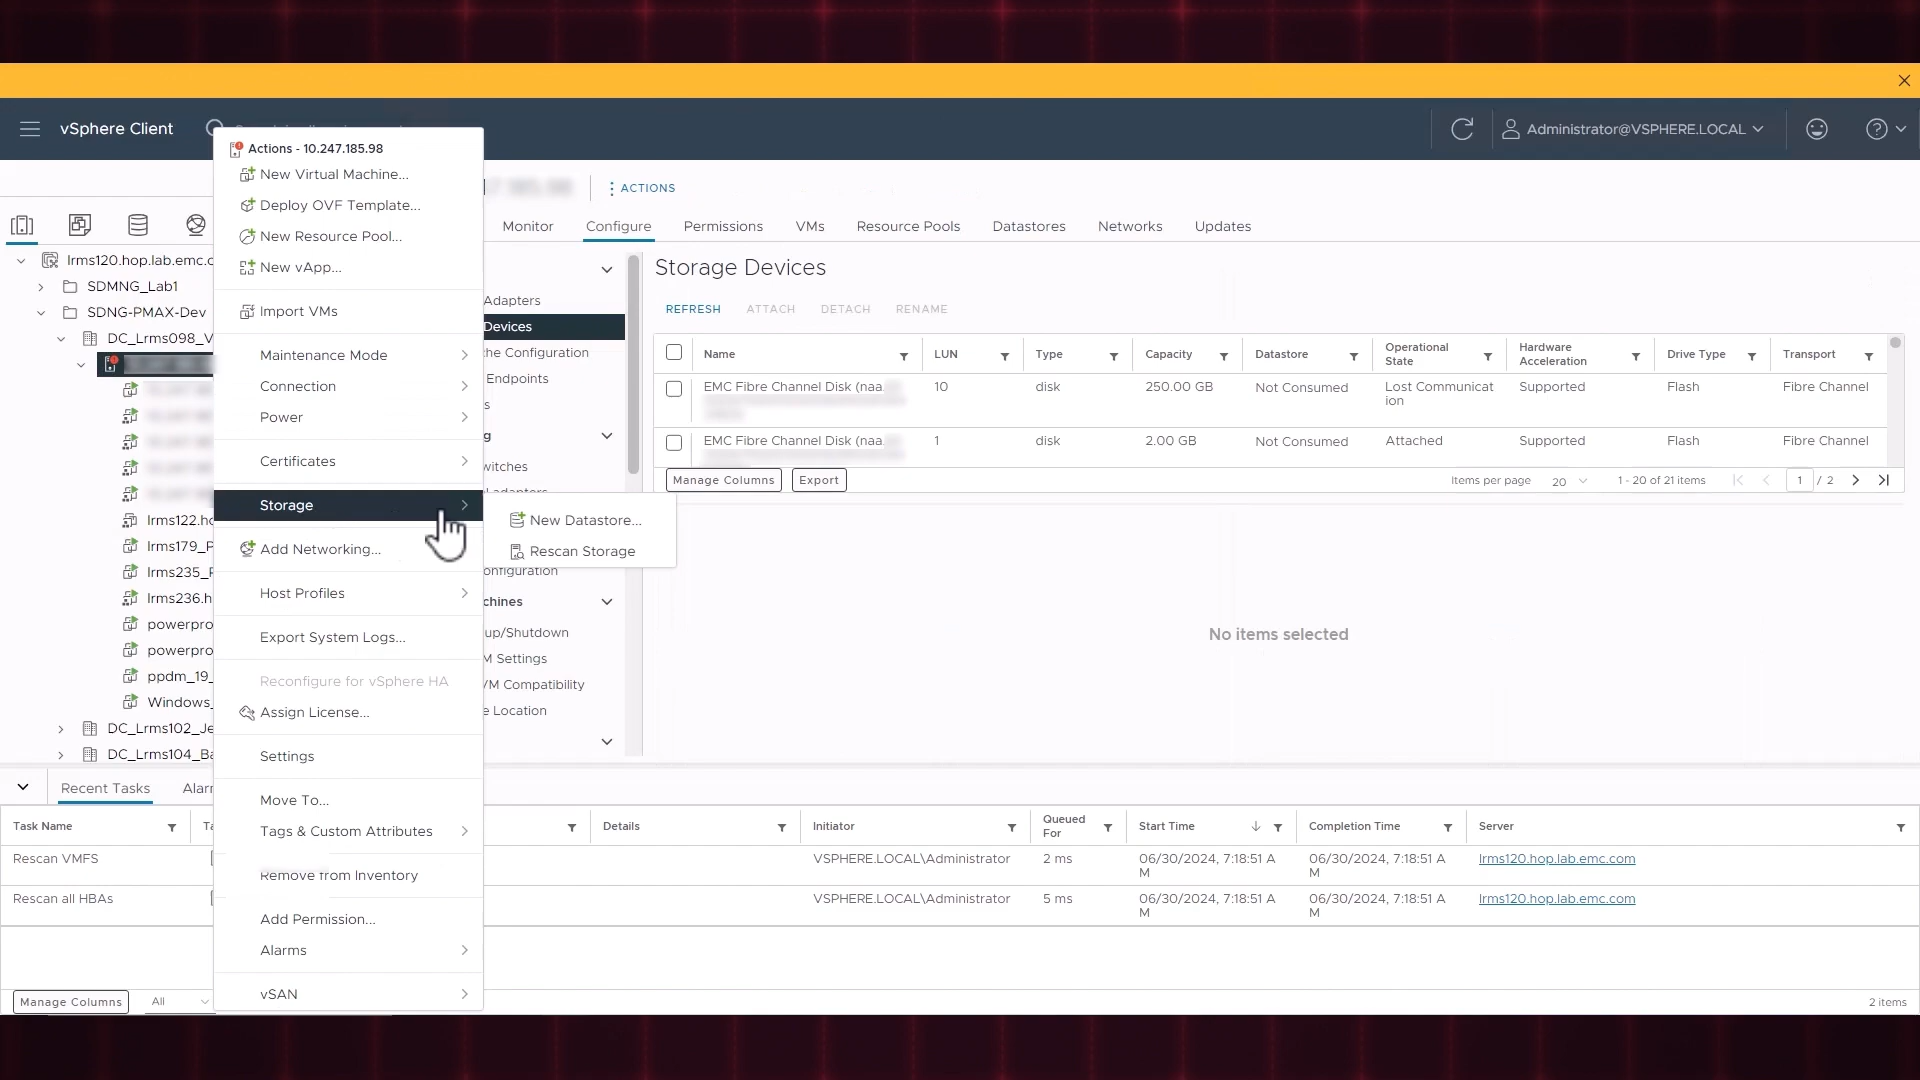 vSphere Client
Administrator@VSPHERE.LOCAL
Actions - 10.247.185.98
New Virtual Machine...
Deploy OVF Template...
New Resource Pool...
New vApp...
Import VMs
Maintenance Mode
Connection
Power
Certificates
Storage
Add Networking...
Host Profiles
Export System Logs...
Reconfigure for vSphere HA
Assign License...
Settings
Move To...
Tags & Custom Attributes
Remove from Inventory
Add Permission...
Alarms
vSAN
New Datastore...
Rescan Storage
ACTIONS
Monitor
Configure
Permissions
VMs
Resource Pools
Datastores
Networks
Updates
lrms120.hop.lab.emc.c
SDMNG_Lab1
SDNG-PMAX-Dev
DC_Lrms098_V
lrms122.hc
lrms179_P
lrms235_F
lrms236.h
powerpro
powerpro
ppdm_19_
Windows_
DC_Lrms102_Je
DC_Lrms104_Ba
Adapters
Devices
he Configuration
Endpoints
s
g
witches
l adapters
onfiguration
chines
up/Shutdown
M Settings
VM Compatibility
e Location
Storage Devices
REFRESH
ATTACH
DETACH
RENAME
Name
LUN
Type
Capacity
Datastore
Operational
State
Hardware
Acceleration
Drive Type
Transport
EMC Fibre Channel Disk (naa.
10
disk
250.00 GB
Not Consumed
Lost Communicat
ion
Supported
Flash
Fibre Channel
EMC Fibre Channel Disk (naa.
1
disk
2.00 GB
Not Consumed
Attached
Supported
Flash
Fibre Channel
Manage Columns
Export
Items per page
20
1 - 20 of 21 items
1
/ 2
No items selected
Recent Tasks
Alar
Task Name
Ta
Details
Initiator
Queued
For
Start Time
Completion Time
Server
Rescan VMFS
VSPHERE.LOCAL\Administrator
2 ms
06/30/2024, 7:18:51 A
M
06/30/2024, 7:18:51 A
M
lrms120.hop.lab.emc.com
Rescan all HBAs
VSPHERE.LOCAL\Administrator
5 ms
06/30/2024, 7:18:51 A
M
06/30/2024, 7:18:51 A
M
lrms120.hop.lab.emc.com
Manage Columns
All
2 items